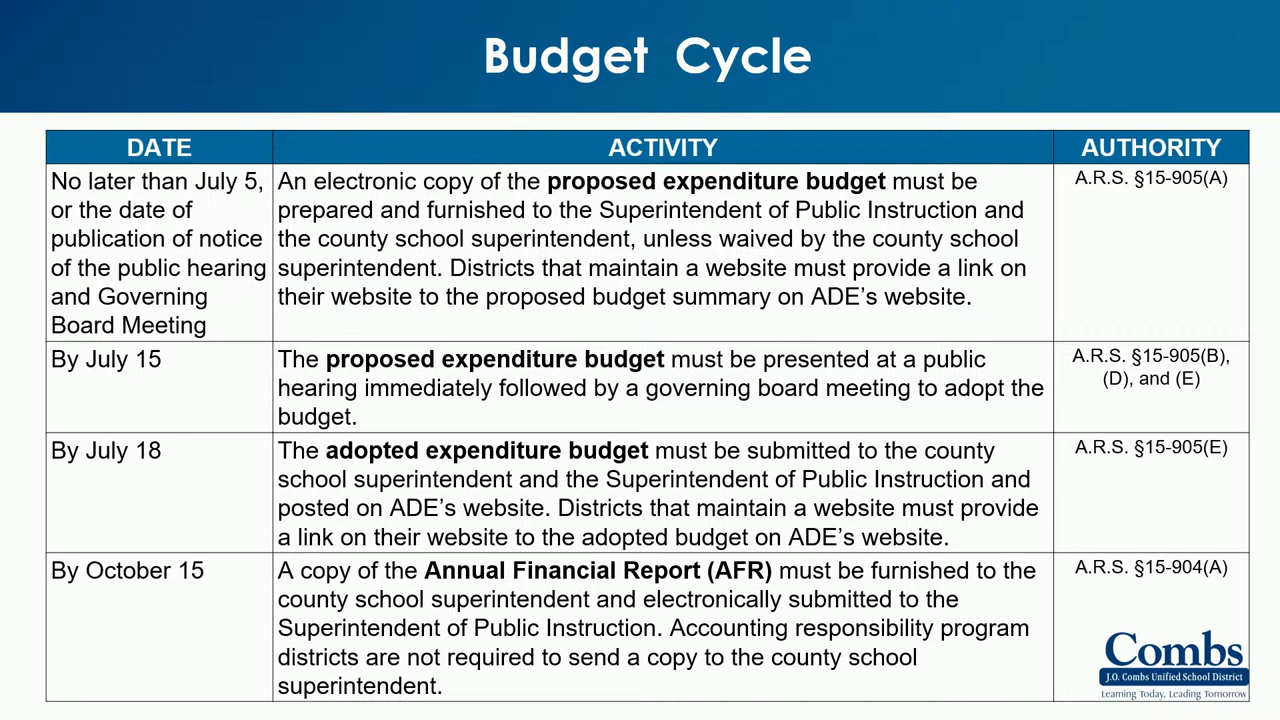 Budget Cycle
DATE
ACTIVITY
AUTHORITY
No later than July 5,
or the date of
publication of notice
of the public hearing
and Governing
Board Meeting
An electronic copy of the proposed expenditure budget must be
prepared and furnished to the Superintendent of Public Instruction and
the county school superintendent, unless waived by the county school
superintendent. Districts that maintain a website must provide a link on
their website to the proposed budget summary on ADE’s website.
A.R.S. §15-905(A)
By July 15
The proposed expenditure budget must be presented at a public
hearing immediately followed by a governing board meeting to adopt the
budget.
A.R.S. §15-905(B),
(D), and (E)
By July 18
The adopted expenditure budget must be submitted to the county
school superintendent and the Superintendent of Public Instruction and
posted on ADE’s website. Districts that maintain a website must provide
a link on their website to the adopted budget on ADE’s website.
A.R.S. §15-905(E)
By October 15
A copy of the Annual Financial Report (AFR) must be furnished to the
county school superintendent and electronically submitted to the
Superintendent of Public Instruction. Accounting responsibility program
districts are not required to send a copy to the county school
superintendent.
A.R.S. §15-904(A)
Combs
J.O. Combs Unified School District
Learning Today, Leading Tomorrow